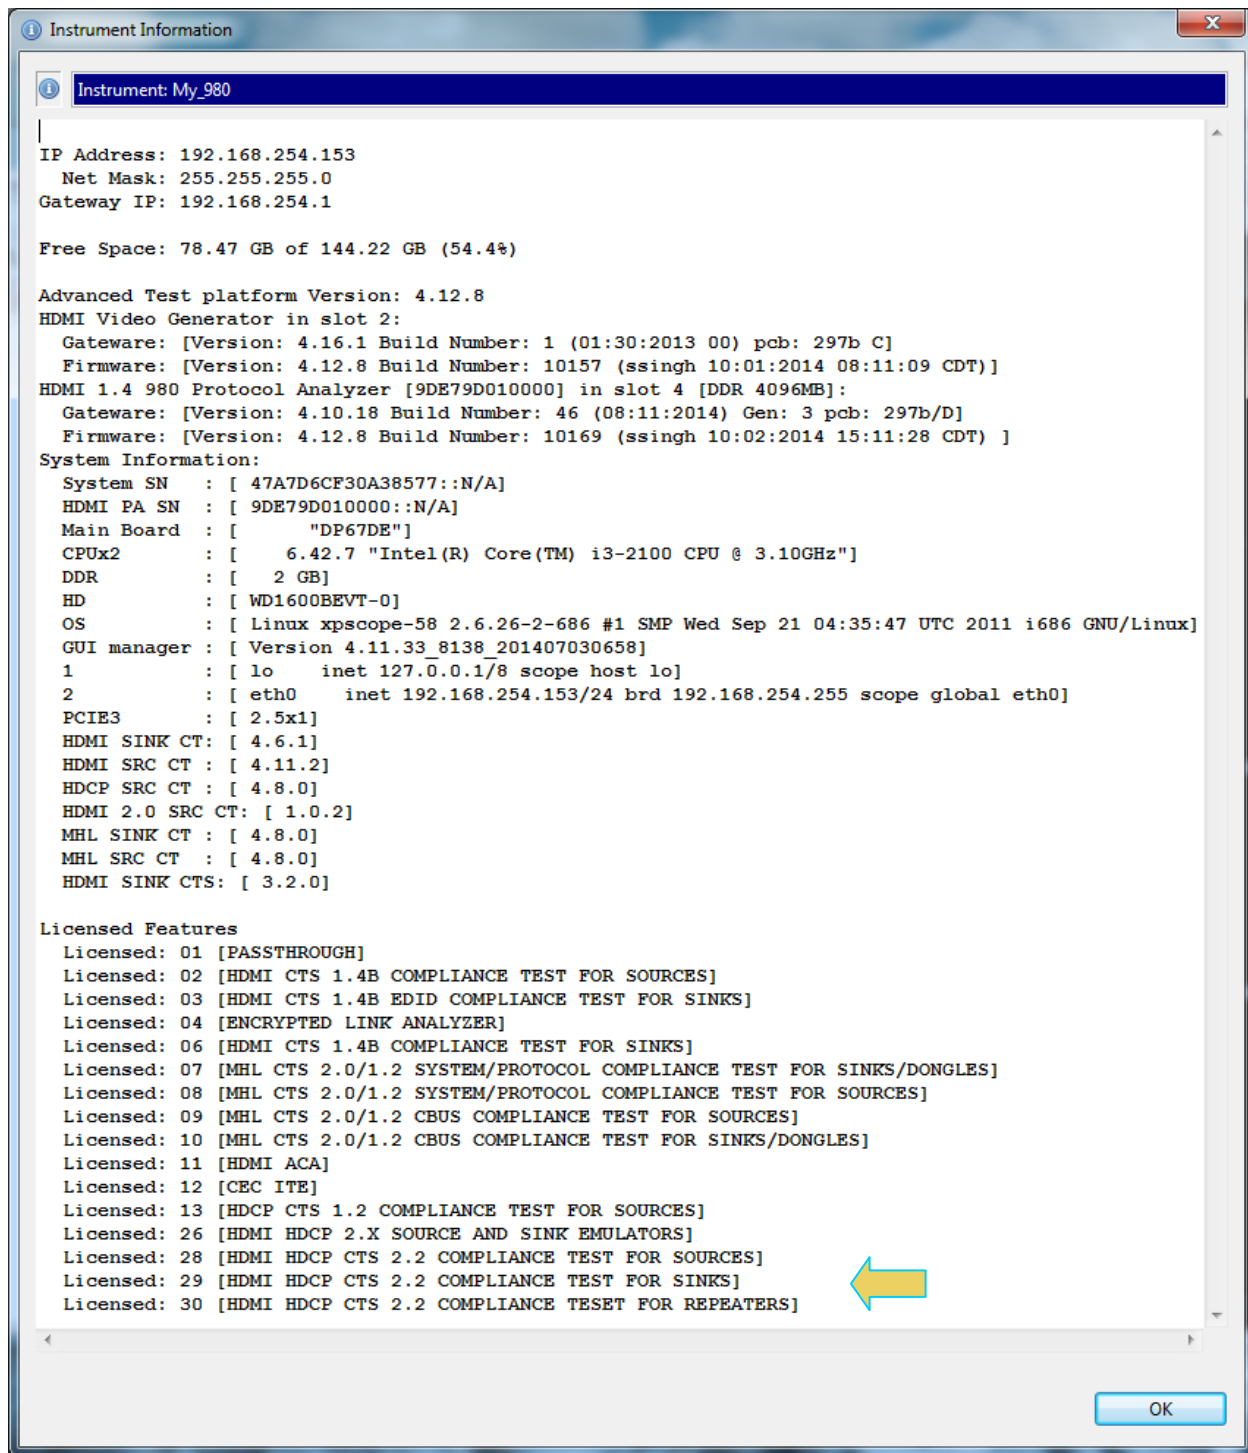 Instrument Information
Instrument: My_980
IP Address: 192.168.254.153
Net Mask: 255.255.255.0
Gateway IP: 192.168.254.1
Free Space: 78.47 GB of 144.22 GB (54.4%)
Advanced Test platform Version: 4.12.8
HDMI Video Generator in slot 2:
Gateware: [Version: 4.16.1 Build Number: 1 (01:30:2013 00) pcb: 297b C]
Firmware: [Version: 4.12.8 Build Number: 10157 (ssingh 10:01:2014 08:11:09 CDT)]
HDMI 1.4 980 Protocol Analyzer [9DE79D010000] in slot 4 [DDR 4096MB]:
Gateware: [Version: 4.10.18 Build Number: 46 (08:11:2014) Gen: 3 pcb: 297b/D]
Firmware: [Version: 4.12.8 Build Number: 10169 (ssingh 10:02:2014 15:11:28 CDT) ]
System Information:
System SN : [ 47A7D6CF30A38577::N/A]
HDMI PA SN : [ 9DE79D010000::N/A]
Main Board : [ "DP67DE"]
CPUx2 : [ 6.42.7 "Intel(R) Core(TM) i3-2100 CPU @ 3.10GHz"]
DDR : [ 2 GB]
HD : [ WD1600BEVT-0]
OS : [ Linux xpscope-58 2.6.26-2-686 #1 SMP Wed Sep 21 04:35:47 UTC 2011 i686 GNU/Linux]
GUI manager : [ Version 4.11.33_8138_201407030658]
1 : [ lo inet 127.0.0.1/8 scope host lo]
2 : [ eth0 inet 192.168.254.153/24 brd 192.168.254.255 scope global eth0]
PCIE3 : [ 2.5x1]
HDMI SINK CT: [ 4.6.1]
HDMI SRC CT : [ 4.11.2]
HDCP SRC CT : [ 4.8.0]
HDMI 2.0 SRC CT: [ 1.0.2]
MHL SINK CT : [ 4.8.0]
MHL SRC CT : [ 4.8.0]
HDMI SINK CTS: [ 3.2.0]
Licensed Features
Licensed: 01 [PASSTHROUGH]
Licensed: 02 [HDMI CTS 1.4B COMPLIANCE TEST FOR SOURCES]
Licensed: 03 [HDMI CTS 1.4B EDID COMPLIANCE TEST FOR SINKS]
Licensed: 04 [ENCRYPTED LINK ANALYZER]
Licensed: 06 [HDMI CTS 1.4B COMPLIANCE TEST FOR SINKS]
Licensed: 07 [MHL CTS 2.0/1.2 SYSTEM/PROTOCOL COMPLIANCE TEST FOR SINKS/DONGLES]
Licensed: 08 [MHL CTS 2.0/1.2 SYSTEM/PROTOCOL COMPLIANCE TEST FOR SOURCES]
Licensed: 09 [MHL CTS 2.0/1.2 CBUS COMPLIANCE TEST FOR SOURCES]
Licensed: 10 [MHL CTS 2.0/1.2 CBUS COMPLIANCE TEST FOR SINKS/DONGLES]
Licensed: 11 [HDMI ACA]
Licensed: 12 [CEC ITE]
Licensed: 13 [HDCP CTS 1.2 COMPLIANCE TEST FOR SOURCES]
Licensed: 26 [HDMI HDCP 2.X SOURCE AND SINK EMULATORS]
Licensed: 28 [HDMI HDCP CTS 2.2 COMPLIANCE TEST FOR SOURCES]
Licensed: 29 [HDMI HDCP CTS 2.2 COMPLIANCE TEST FOR SINKS]
Licensed: 30 [HDMI HDCP CTS 2.2 COMPLIANCE TESET FOR REPEATERS]
OK